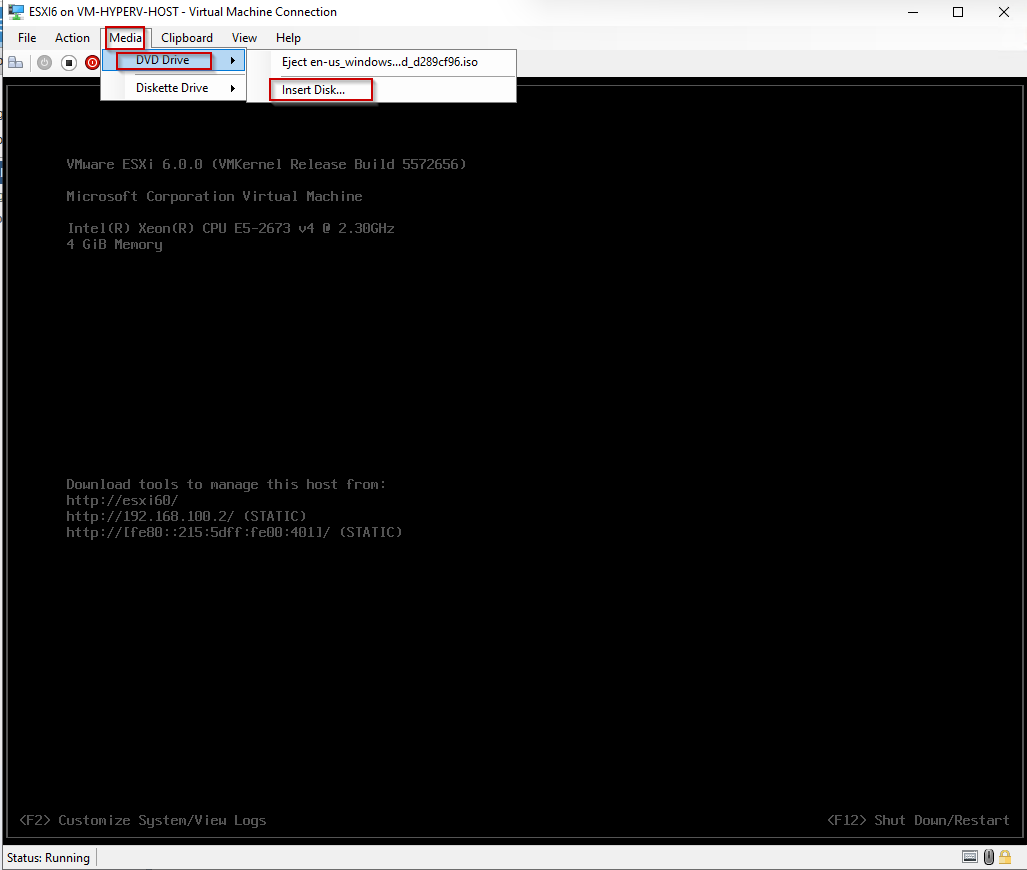 ESXI6 on VM-HYPERV-HOST - Virtual Machine Connection
File Action Media Clipboard View Help
DVD Drive
Eject en-us_windows...d_d289cf96.iso
Diskette Drive
Insert Disk...
VMware ESXi 6.0.0 (VMKernel Release Build 5572656)
Microsoft Corporation Virtual Machine
Intel(R) Xeon(R) CPU E5-2673 v4 @ 2.30GHz
4 GiB Memory
Download tools to manage this host from:
http://esxi60/
http://192.168.100.2/ (STATIC)
http://[fe80::215:5dff:fe00:401]/ (STATIC)
<F2> Customize System/View Logs
<F12> Shut Down/Restart
Status: Running